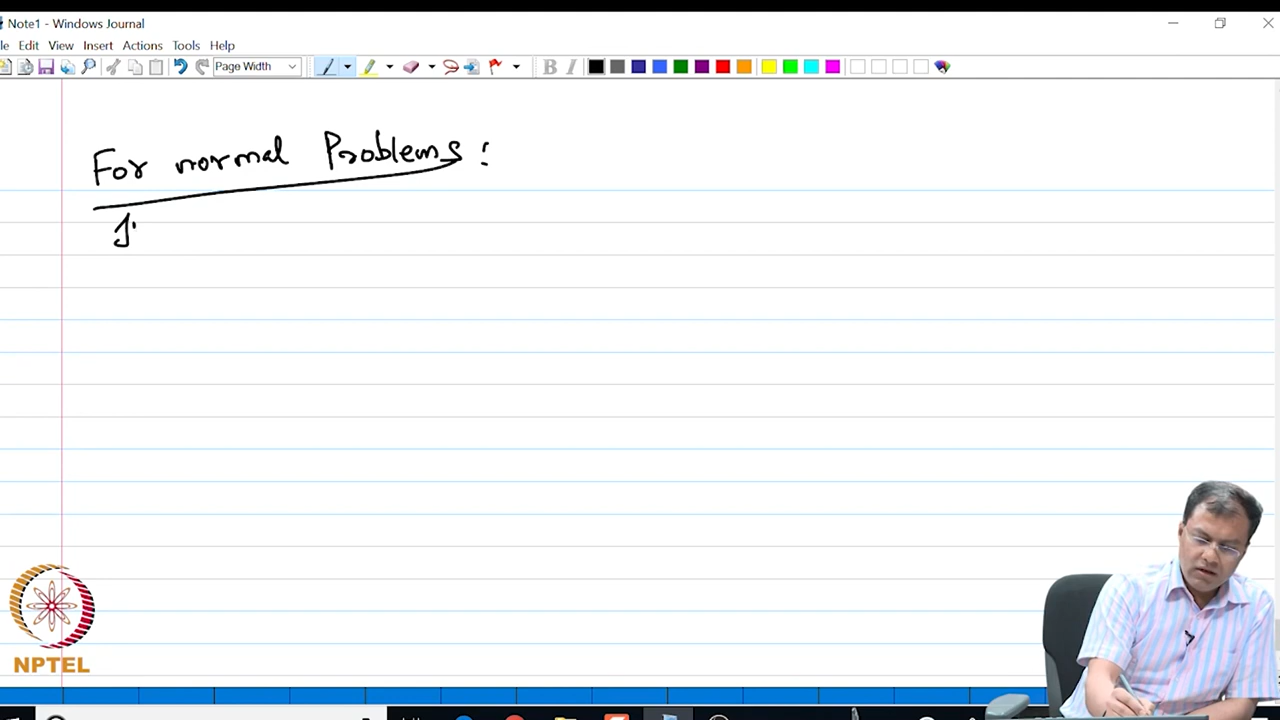 Note1 - Windows Journal
le Edit View Insert Actions Tools Help
Page Width
B I
For normal Problems :
NPTEL